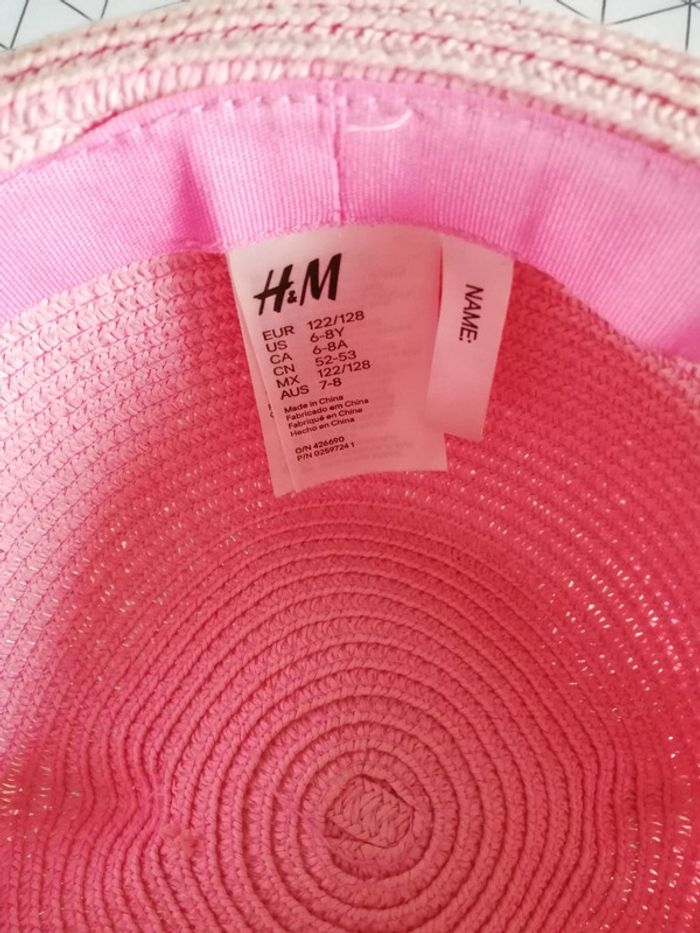 H&M
EUR 122/128
US 6-8Y
CA 6-8A
CN 52-53
MX 122/128
AUS 7-8
Made in China
Fabricado em China
Fabriqué en Chine
Hecho en China
O/N 426690
P/N 0259724 1
NAME: